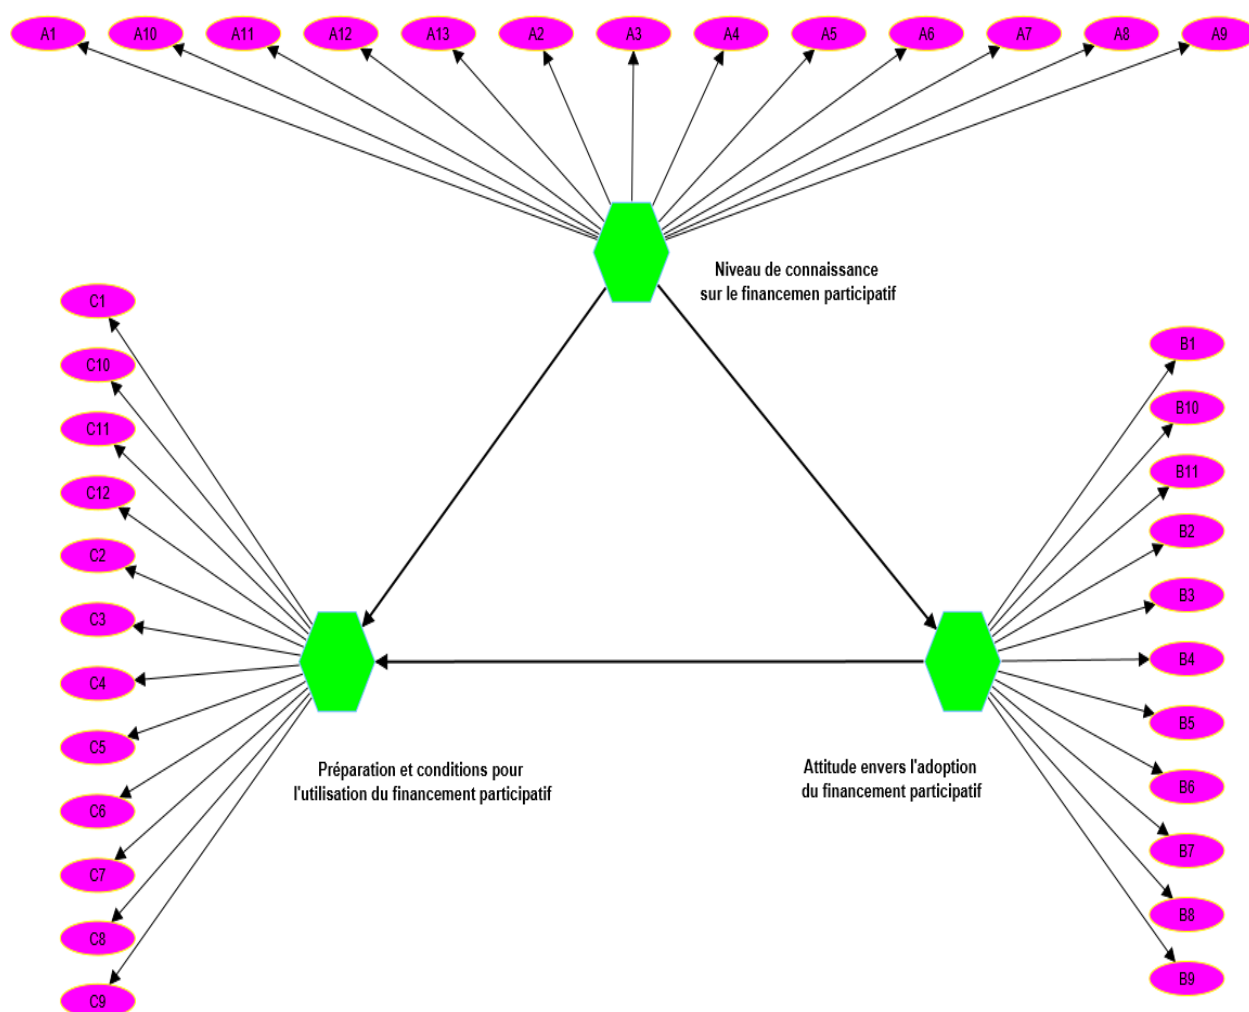 A1
A10
A11
A12
A13
A2
A3
A4
A5
A6
A7
A8
A9
Niveau de connaissance
sur le financemen participatif
C1
C10
C11
C12
C2
C3
C4
C5
C6
C7
C8
C9
B1
B10
B11
B2
B3
B4
B5
B6
B7
B8
B9
Préparation et conditions pour
l'utilisation du financement participatif
Attitude envers l'adoption
du financement participatif